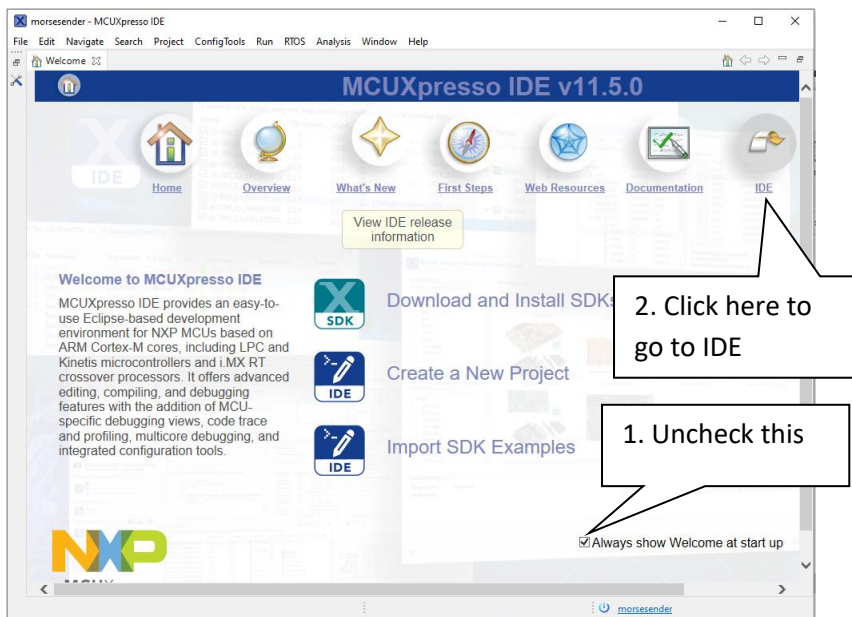 morsesender - MCUXpresso IDE
File Edit Navigate Search Project ConfigTools Run RTOS Analysis Window Help
Welcome
MCUXpresso IDE v11.5.0
IDE
Home Overview What's New First Steps Web Resources Documentation IDE
View IDE release
information
Welcome to MCUXpresso IDE
MCUXpresso IDE provides an easy-to-
use Eclipse-based development
environment for NXP MCUs based on
ARM Cortex-M cores, including LPC and
Kinetis microcontrollers and i.MX RT
crossover processors. It offers advanced
editing, compiling, and debugging
features with the addition of MCU-
specific debugging views, code trace
and profiling, multicore debugging, and
integrated configuration tools.
SDK
Download and Install SDKs
IDE
Create a New Project
IDE
Import SDK Examples
2. Click here to
go to IDE
1. Uncheck this
Always show Welcome at start up
NXP
morsesender